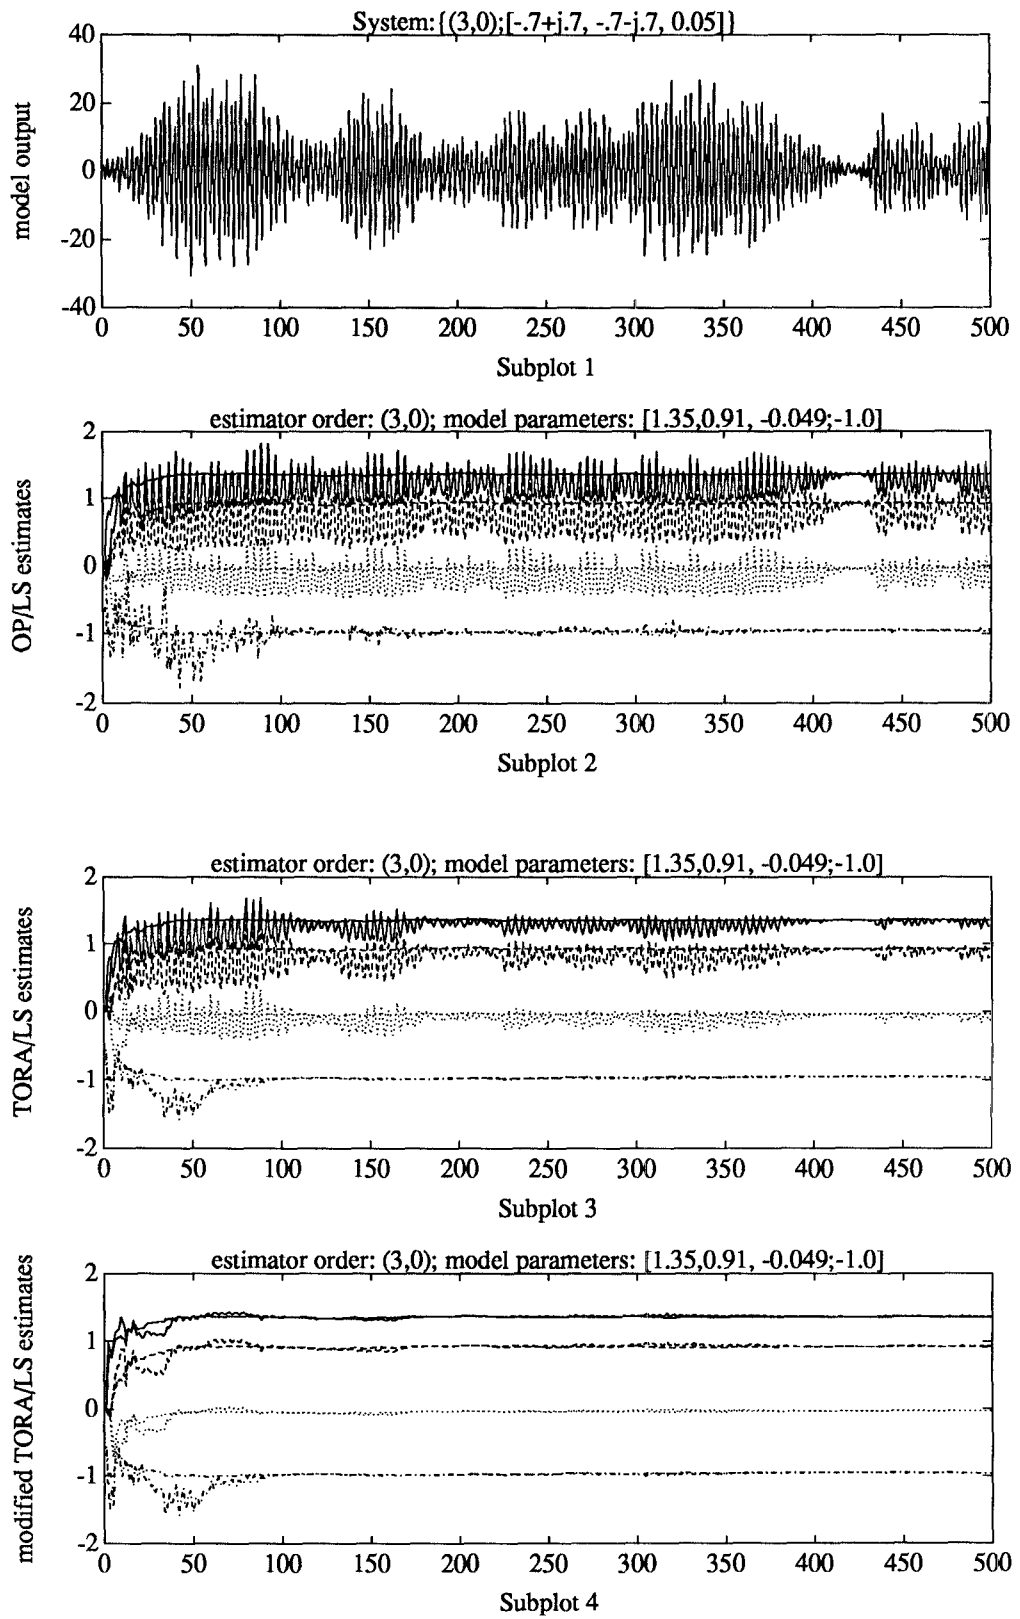 System:{(3,0);[-.7+j.7, -.7-j.7, 0.05]}
40
20
0
-20
-40
model output
0 50 100 150 200 250 300 350 400 450 500
Subplot 1
estimator order: (3,0); model parameters: [1.35,0.91, -0.049;-1.0]
2
1
0
-1
-2
OP/LS estimates
0 50 100 150 200 250 300 350 400 450 500
Subplot 2
estimator order: (3,0); model parameters: [1.35,0.91, -0.049;-1.0]
2
1
0
-1
-2
TORA/LS estimates
0 50 100 150 200 250 300 350 400 450 500
Subplot 3
estimator order: (3,0); model parameters: [1.35,0.91, -0.049;-1.0]
2
1
0
-1
-2
modified TORA/LS estimates
0 50 100 150 200 250 300 350 400 450 500
Subplot 4